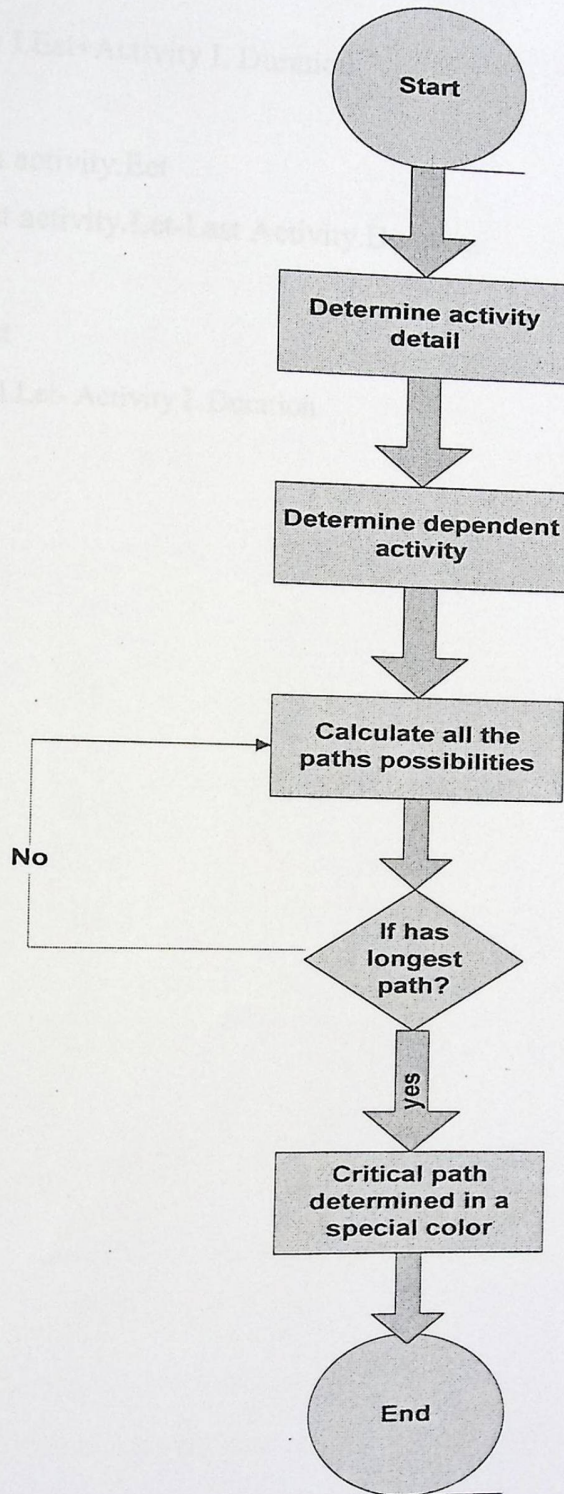 Start
Determine activity
detail
Determine dependent
activity
Calculate all the
paths possibilities
No
If has
longest
path?
yes
Critical path
determined in a
special color
End